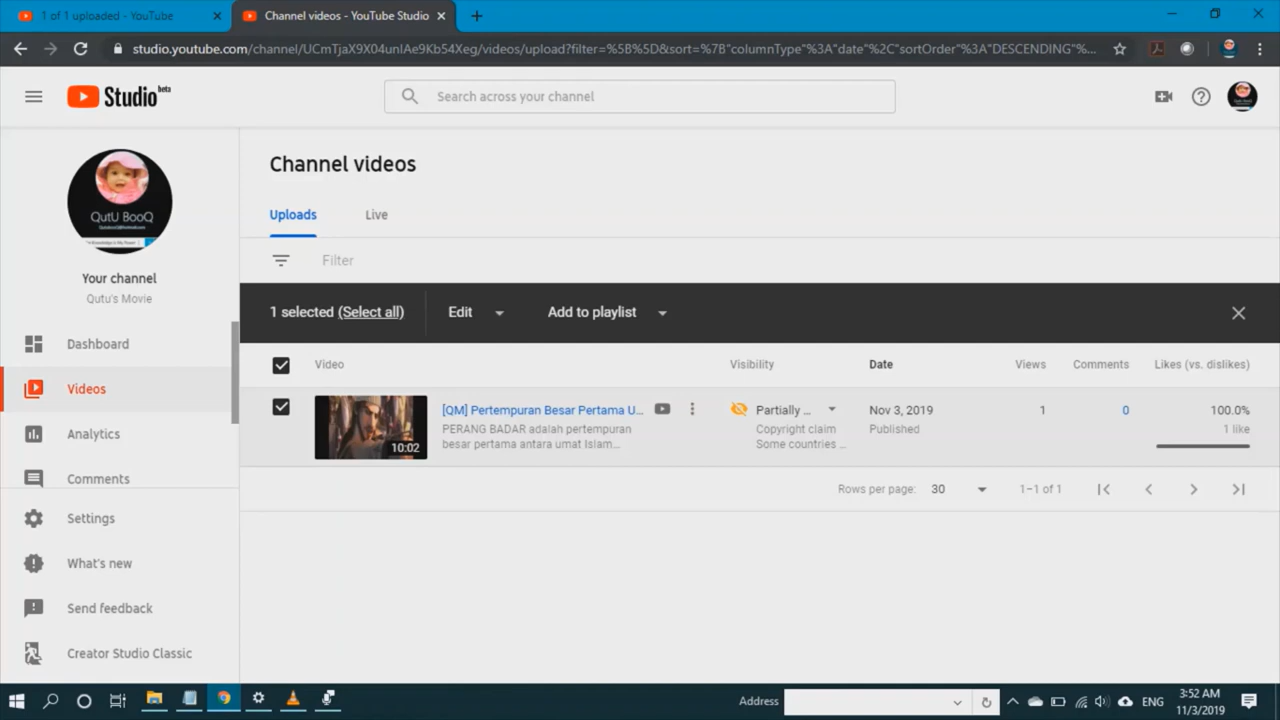 1 of 1 uploaded - YouTube
Channel videos - YouTube Studio
studio.youtube.com/channel/UCmTjaX9X04unIAe9Kb54Xeg/videos/upload?filter=%5B%5D&sort=%7B"columnType"%3A"date"%2C"sortOrder"%3A"DESCENDING"%...
Studio beta
Search across your channel
QutU BooQ
Your channel
Qutu's Movie
Dashboard
Videos
Analytics
Comments
Settings
What's new
Send feedback
Creator Studio Classic
Channel videos
Uploads
Live
Filter
1 selected (Select all)
Edit
Add to playlist
Video
Visibility
Date
Views
Comments
Likes (vs. dislikes)
10:02
[QM] Pertempuran Besar Pertama U...
PERANG BADAR adalah pertempuran
besar pertama antara umat Islam...
Partially ...
Copyright claim
Some countries ...
Nov 3, 2019
Published
1
0
100.0%
1 like
Rows per page: 30
1–1 of 1
Address
ENG
3:52 AM
11/3/2019